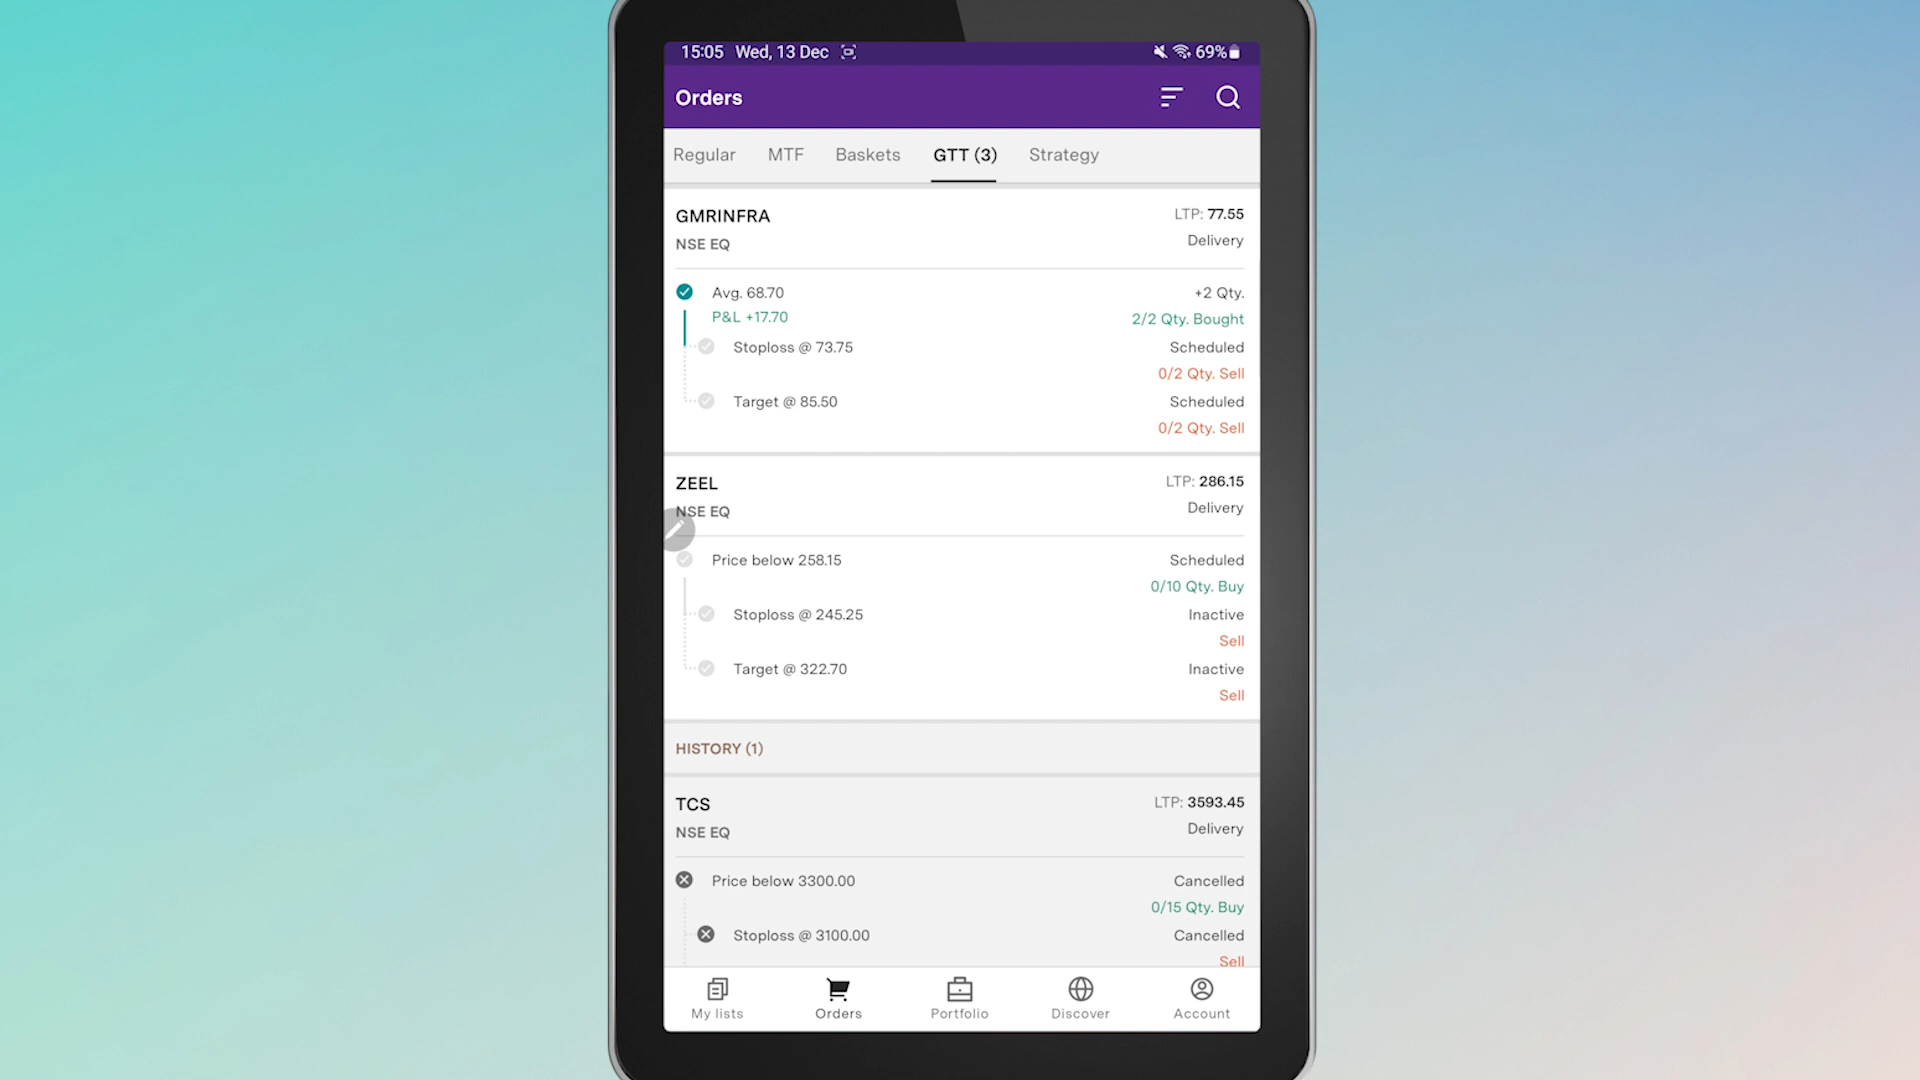 15:05 Wed, 13 Dec 69%
Orders
Regular MTF Baskets GTT (3) Strategy
GMRINFRA LTP: 77.55
NSE EQ Delivery
Avg. 68.70 +2 Qty.
P&L +17.70 2/2 Qty. Bought
Stoploss @ 73.75 Scheduled
0/2 Qty. Sell
Target @ 85.50 Scheduled
0/2 Qty. Sell
ZEEL LTP: 286.15
NSE EQ Delivery
Price below 258.15 Scheduled
0/10 Qty. Buy
Stoploss @ 245.25 Inactive
Sell
Target @ 322.70 Inactive
Sell
HISTORY (1)
TCS LTP: 3593.45
NSE EQ Delivery
Price below 3300.00 Cancelled
0/15 Qty. Buy
Stoploss @ 3100.00 Cancelled
Sell
My lists Orders Portfolio Discover Account